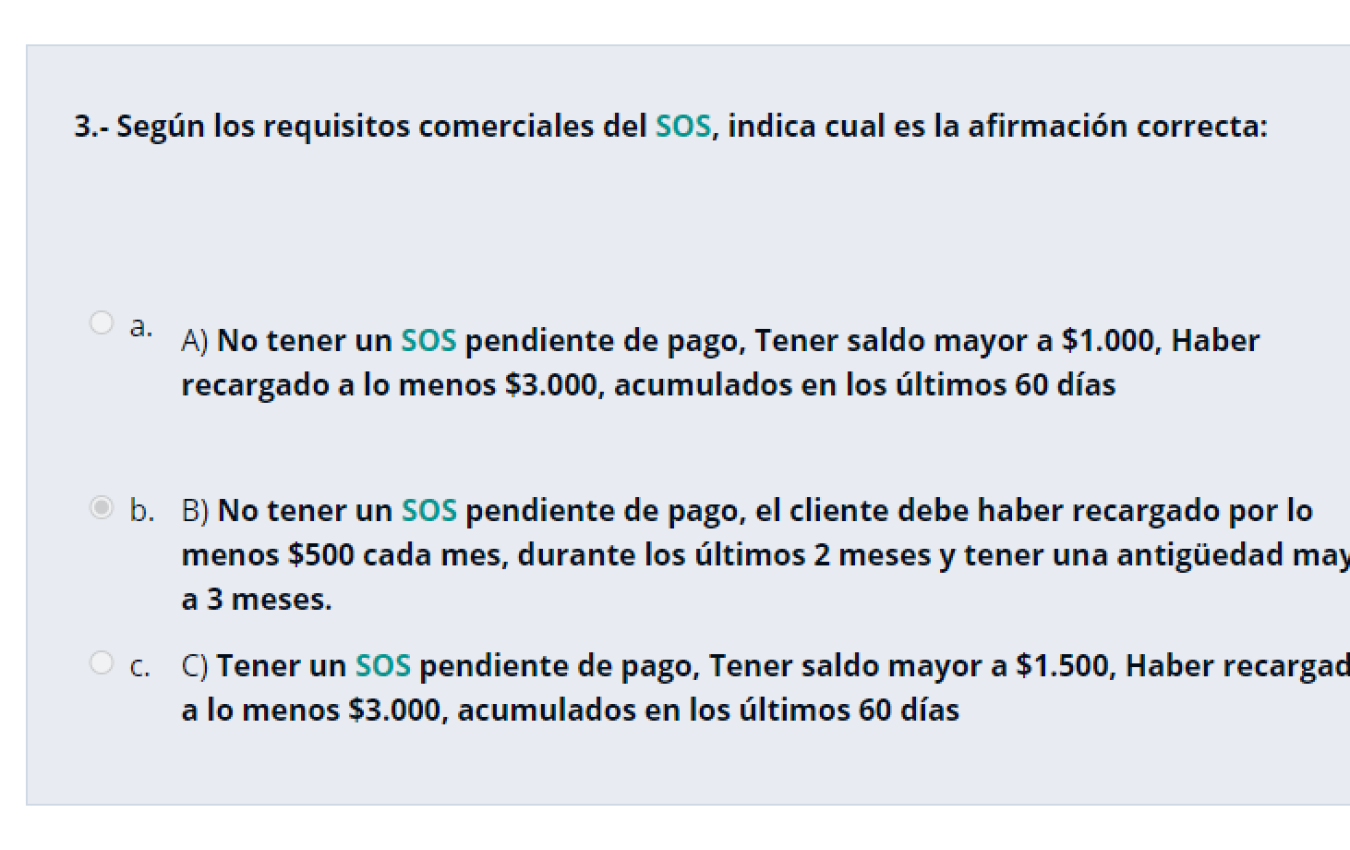 3.- Según los requisitos comerciales del SOS, indica cual es la afirmación correcta:
a. A) No tener un SOS pendiente de pago, Tener saldo mayor a $1.000, Haber
recargado a lo menos $3.000, acumulados en los últimos 60 días
b. B) No tener un SOS pendiente de pago, el cliente debe haber recargado por lo
menos $500 cada mes, durante los últimos 2 meses y tener una antigüedad may
a 3 meses.
c. C) Tener un SOS pendiente de pago, Tener saldo mayor a $1.500, Haber recargad
a lo menos $3.000, acumulados en los últimos 60 días